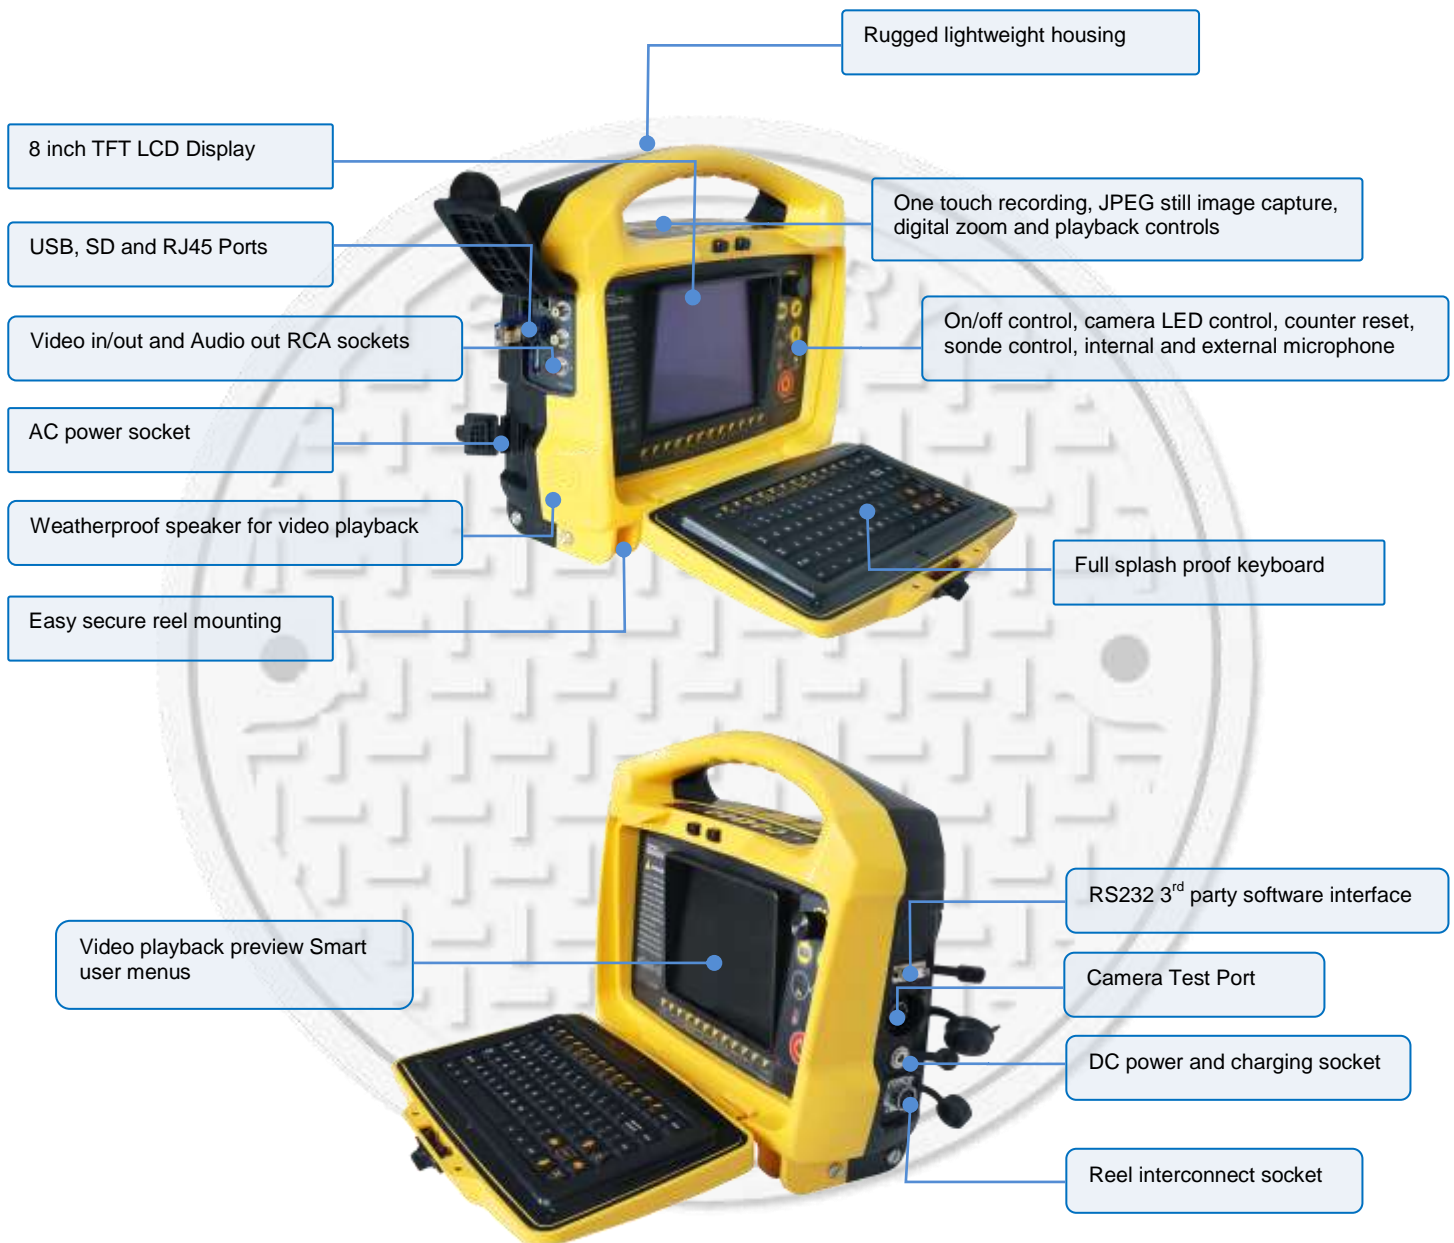 Rugged lightweight housing
8 inch TFT LCD Display
One touch recording, JPEG still image capture,
digital zoom and playback controls
USB, SD and RJ45 Ports
On/off control, camera LED control, counter reset,
sonde control, internal and external microphone
Video in/out and Audio out RCA sockets
AC power socket
Weatherproof speaker for video playback
Full splash proof keyboard
Easy secure reel mounting
RS232 3rd party software interface
Video playback preview Smart
user menus
Camera Test Port
DC power and charging socket
Reel interconnect socket